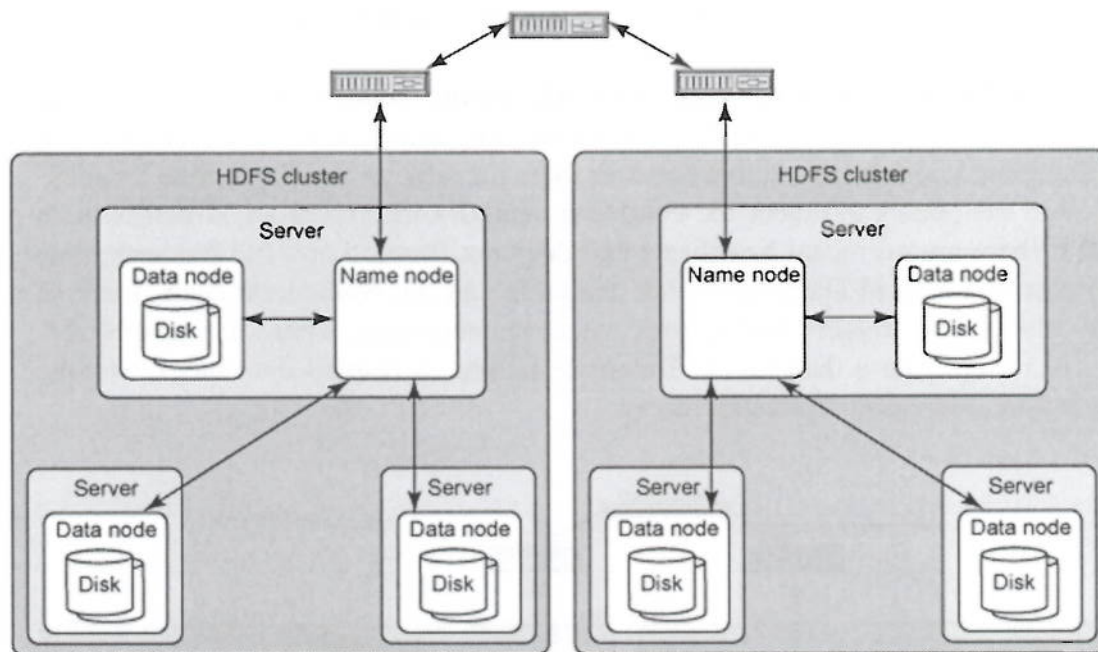 HDFS cluster
Server
Data node
Disk
Name node
Server
Data node
Disk
Server
Data node
Disk
HDFS cluster
Server
Name node
Data node
Disk
Server
Data node
Disk
Server
Data node
Disk